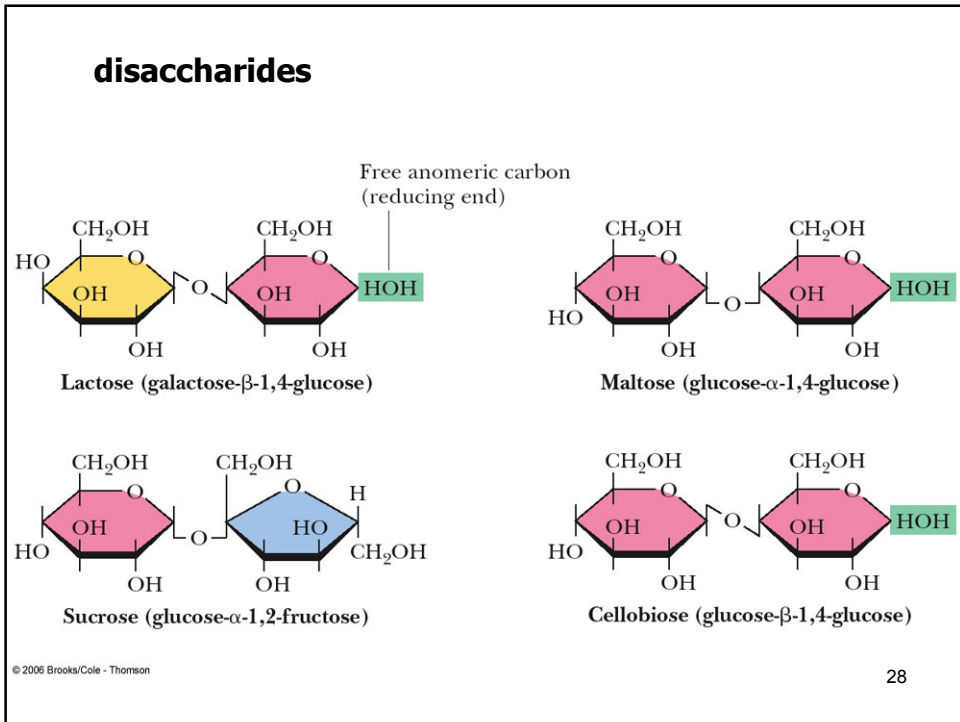 disaccharides
Free anomeric carbon
(reducing end)
CH₂OH
CH₂OH
HO
O
O
OH
O
OH
HOH
OH
OH
Lactose (galactose-β-1,4-glucose)
CH₂OH
CH₂OH
O
O
OH
OH
HOH
HO
O
OH
OH
Maltose (glucose-α-1,4-glucose)
CH₂OH
CH₂OH
O
O
H
OH
HO
HO
O
CH₂OH
OH
OH
Sucrose (glucose-α-1,2-fructose)
CH₂OH
CH₂OH
O
O
OH
O
OH
HOH
HO
OH
OH
Cellobiose (glucose-β-1,4-glucose)
© 2006 Brooks/Cole - Thomson
28